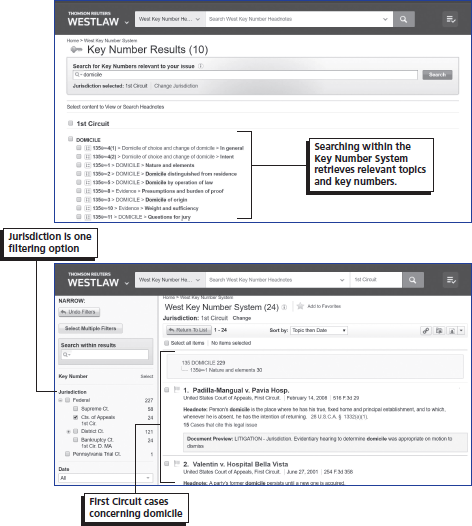 THOMSON REUTERS
WESTLAW
West Key Number He...
Search West Key Number Headnotes
Home > West Key Number System
Key Number Results (10)
Search for Key Numbers relevant to your issue
domicile
Search
Jurisdiction selected: 1st Circuit Change Jurisdiction
Select content to View or Search Headnotes
1st Circuit
DOMICILE
135k4(1) > Domicile of choice and change of domicile > In general
135k4(2) > Domicile of choice and change of domicile > Intent
135k1 > DOMICILE > Nature and elements
135k2 > DOMICILE > Domicile distinguished from residence
135k5 > DOMICILE > Domicile by operation of law
135k8 > Evidence > Presumptions and burden of proof
135k3 > DOMICILE > Domicile of origin
135k10 > Evidence > Weight and sufficiency
135k11 > DOMICILE > Questions for jury
Searching within the
Key Number System
retrieves relevant topics
and key numbers.
Jurisdiction is one
filtering option
THOMSON REUTERS
WESTLAW
West Key Number He...
Search West Key Number Headnotes
1st Circuit
NARROW:
Undo Filters
Select Multiple Filters
Search within results
Key Number Select
Jurisdiction
Federal 227
Supreme Ct. 58
Cts. of Appeals 24
1st Cir.
District Ct. 121
Bankruptcy Ct. 24
1st Cir. D. MA
Pennsylvania Trial Ct. 1
Date
All
Home > West Key Number System
West Key Number System (24) Add to Favorites
Jurisdiction: 1st Circuit Change
Return To List 1 - 24 Sort by: Topic then Date
Select all items No items selected
135 DOMICILE 229
135k1 Nature and elements 30
1. Padilla-Mangual v. Pavia Hosp.
United States Court of Appeals, First Circuit. February 14, 2008 516 F.3d 29
Headnote: Person's domicile is the place where he has his true, fixed home and principal establishment, and to which,
whenever he is absent, he has the intention of returning. 28 U.S.C.A. § 1332(a)(1).
15 Cases that cite this legal issue
Document Preview: LITIGATION - Jurisdiction. Evidentiary hearing to determine domicile was appropriate on motion to
dismiss
2. Valentin v. Hospital Bella Vista
United States Court of Appeals, First Circuit. June 27, 2001 254 F.3d 358
Headnote: A party's former domicile persists until a new one is acquired.
First Circuit cases
concerning domicile